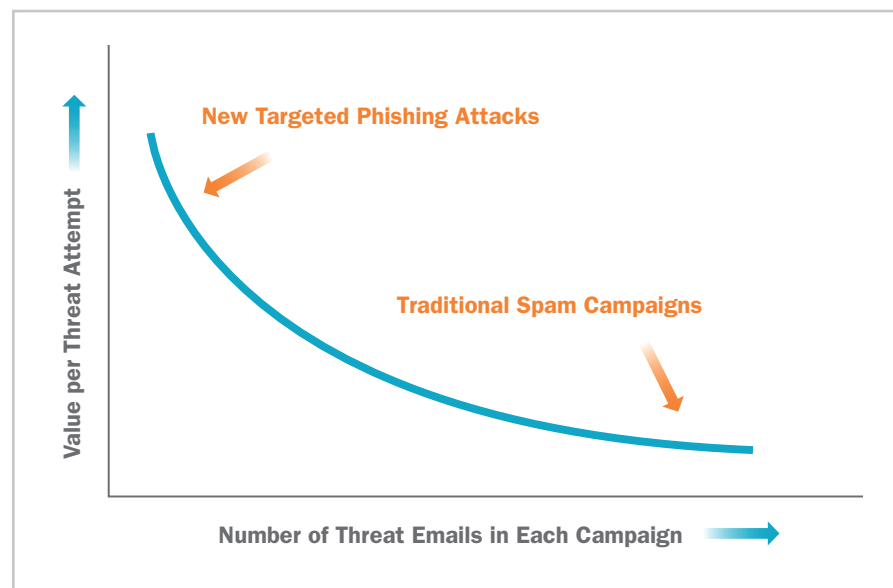 New Targeted Phishing Attacks
Traditional Spam Campaigns
Value per Threat Attempt
Number of Threat Emails in Each Campaign